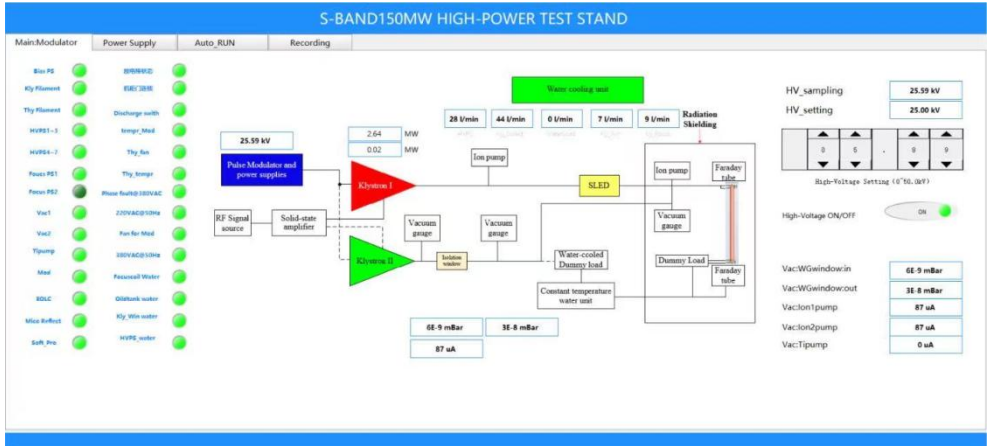 S-BAND150MW HIGH-POWER TEST STAND
Main:Modulator Power Supply Auto_RUN Recording
Bias PS
Kly Filament
Thy Filament
HVPS1~3
HVPS4~7
Focus PS1
Focus PS2
Vac1
Vac2
Tipump
Mod
EDLC
Mico Reflect
Soft_Pro
Discharge swith
tempr_Mod
Thy_fan
Thy_tempr
Phase fault@380VAC
220VAC@50Hz
Fan for Mod
380VAC@50Hz
Focuscoil Water
Oildtunk water
Kly_Win water
HVPS_water
Water cooling unit
28 l/min 44 l/min 0 l/min 7 l/min 9 l/min
Radiation
Shielding
25.59 kV
2.64 MW
0.02 MW
Pulse Modulator and
power supplies
Klystron I
Ion pump
SLED
Ion pump
Faraday
tube
RF Signal
source
Solid-state
amplifier
Vacuum
gauge
Vacuum
gauge
Vacuum
gauge
Klystron II
Isolation
window
Water-cooled
Dummy load
Dummy Load
Faraday
tube
Constant temperature
water unit
6E-9 mBar 3E-8 mBar
87 uA
HV_sampling 25.59 kV
HV_setting 25.00 kV
High-Voltage Setting (0~50.0kV)
High-Voltage ON/OFF ON
Vac:WGwindow:in 6E-9 mBar
Vac:WGwindow:out 3E-8 mBar
Vac:Ion1pump 87 uA
Vac:Ion2pump 87 uA
Vac:Tipump 0 uA